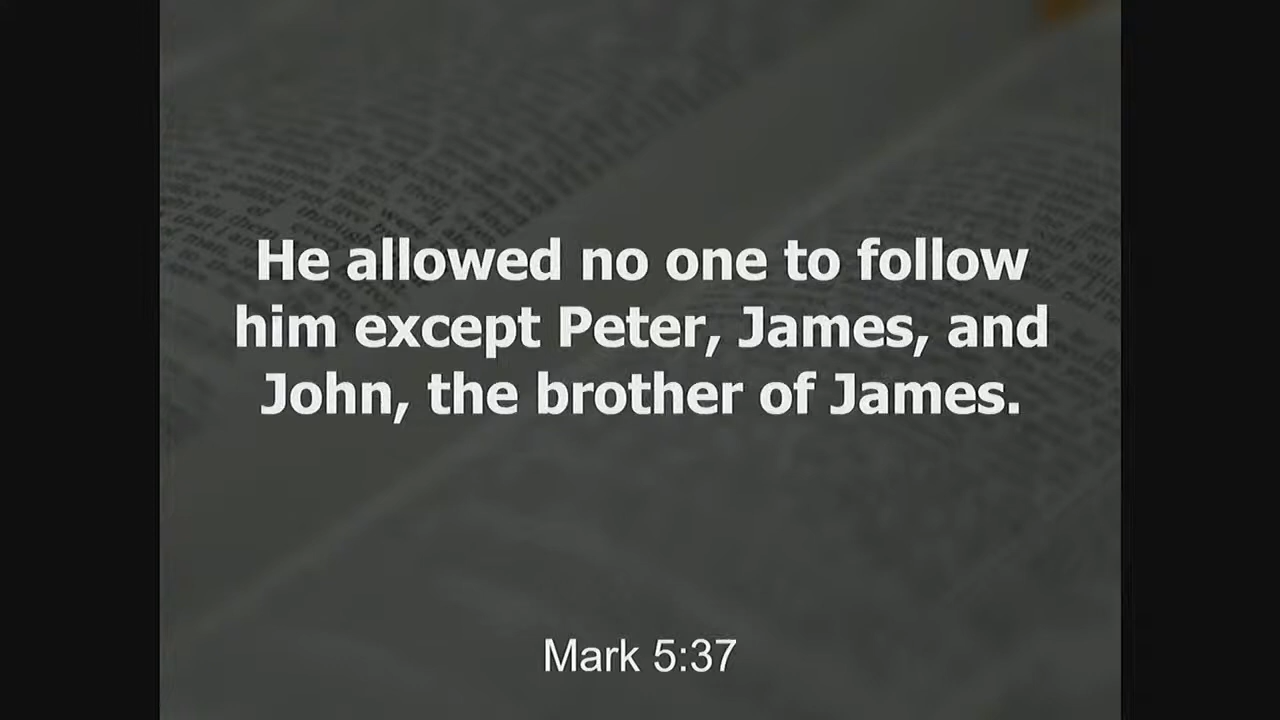 He allowed no one to follow
him except Peter, James, and
John, the brother of James.
Mark 5:37